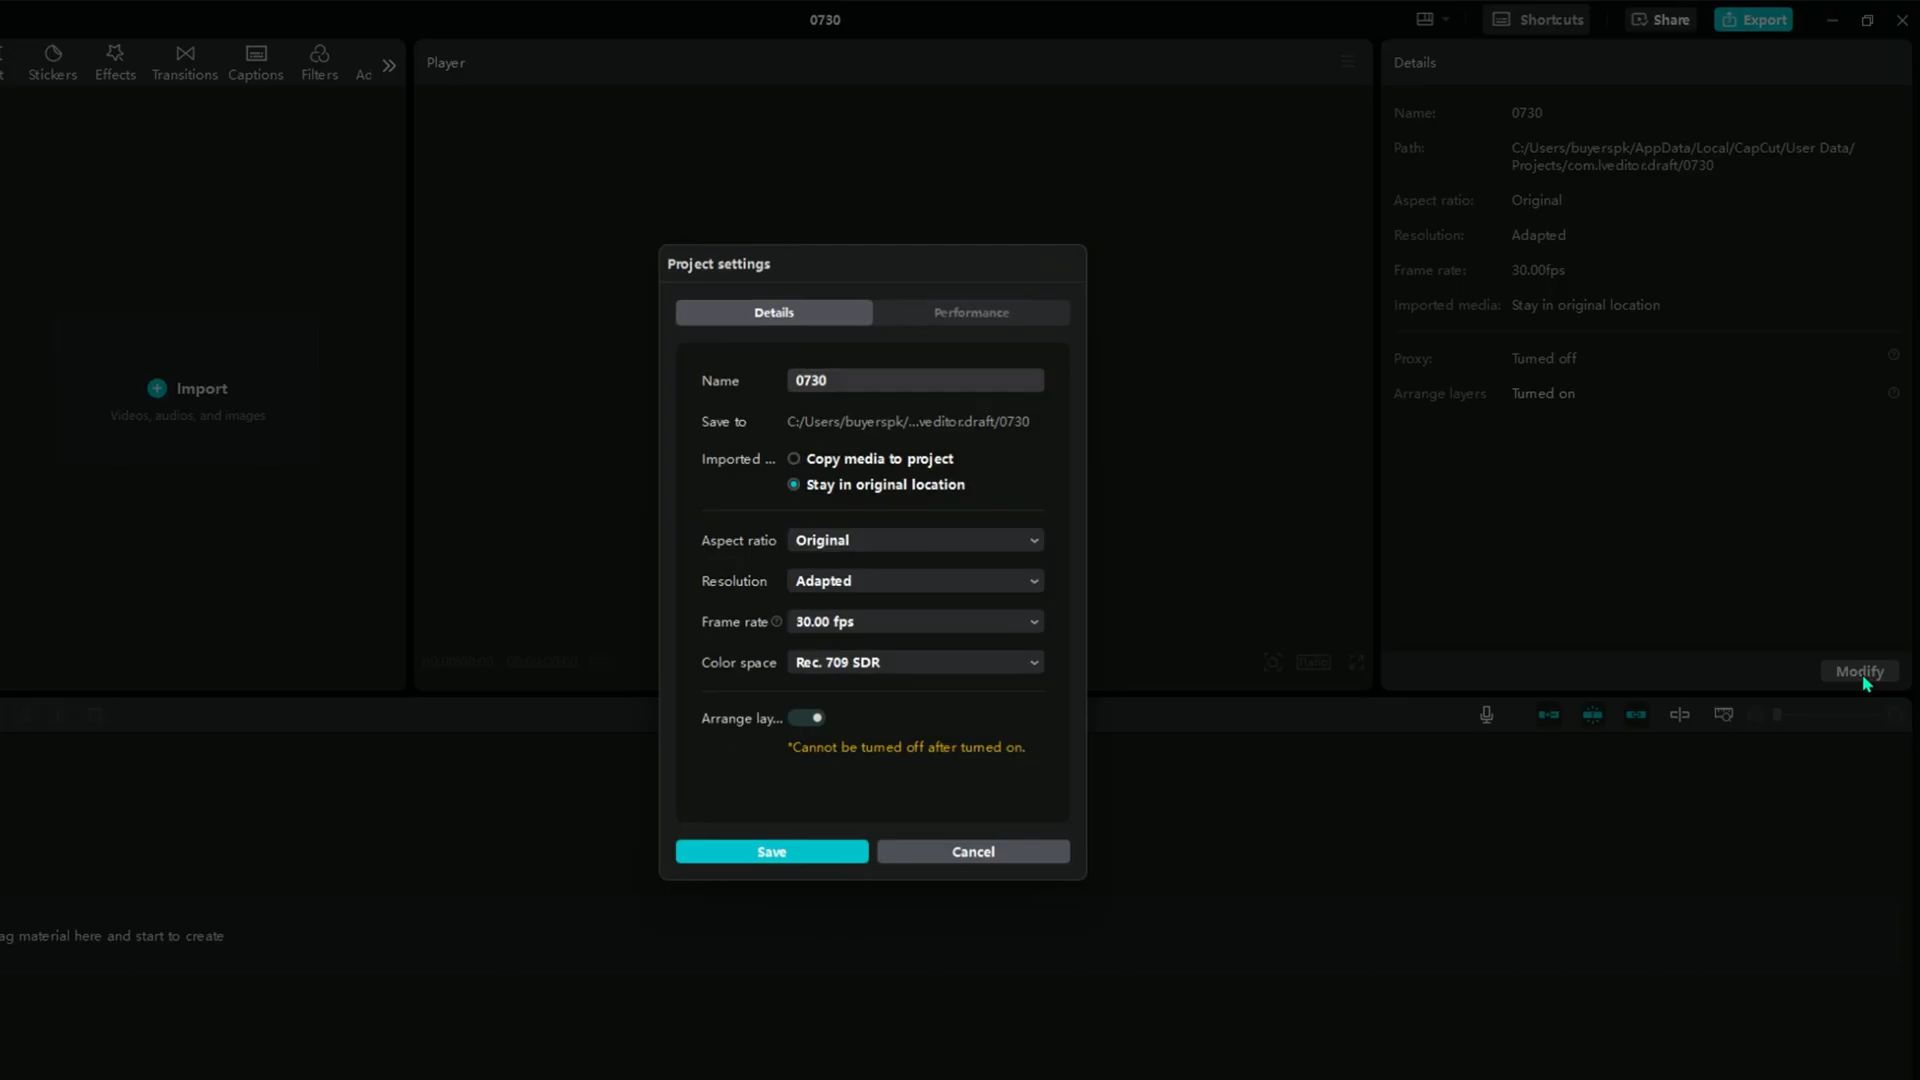 0730
Shortcuts
Share
Export
Stickers
Effects
Transitions
Captions
Filters
Ad
Player
Details
Import
Videos, audios, and images
Name: 0730
Path: C:/Users/buyerspk/AppData/Local/CapCut/User Data/
Projects/com.lveditor.draft/0730
Aspect ratio: Original
Resolution: Adapted
Frame rate: 30.00fps
Imported media: Stay in original location
Proxy: Turned off
Arrange layers Turned on
Modify
Project settings
Details Performance
Name 0730
Save to C:/Users/buyerspk/...veditor.draft/0730
Imported ... Copy media to project
Stay in original location
Aspect ratio Original
Resolution Adapted
Frame rate 30.00 fps
Color space Rec. 709 SDR
Arrange lay...
*Cannot be turned off after turned on.
Save Cancel
Ratio
ag material here and start to create